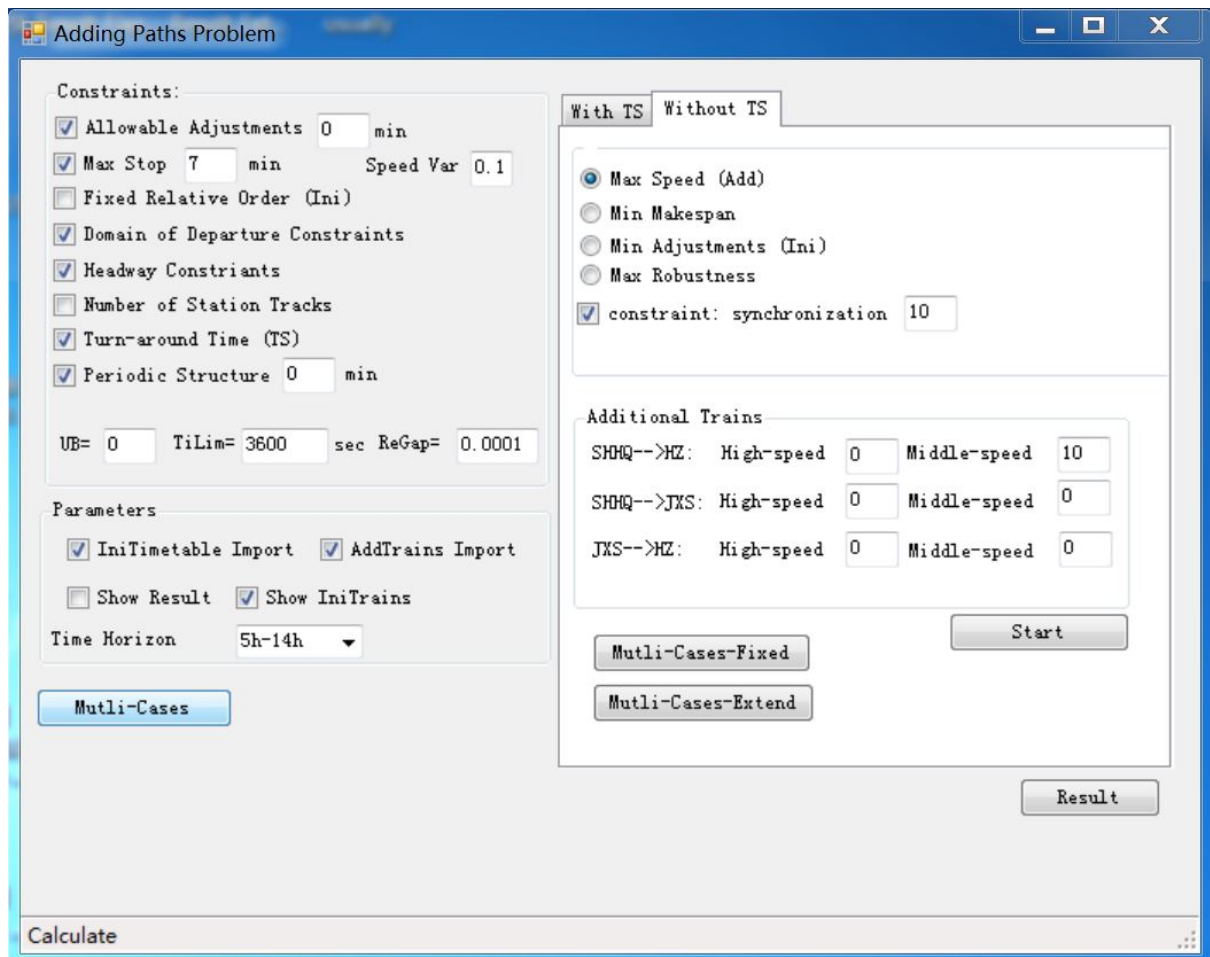 Adding Paths Problem
usually
Constraints:
Allowable Adjustments 0 min
Max Stop 7 min Speed Var 0.1
Fixed Relative Order (Ini)
Domain of Departure Constraints
Headway Constriants
Number of Station Tracks
Turn-around Time (TS)
Periodic Structure 0 min
UB= 0 TiLim= 3600 sec ReGap= 0.0001
Parameters
IniTimetable Import AddTrains Import
Show Result Show IniTrains
Time Horizon 5h-14h
Mutli-Cases
With TS Without TS
Max Speed (Add)
Min Makespan
Min Adjustments (Ini)
Max Robustness
constraint: synchronization 10
Additional Trains
SHHQ-->HZ: High-speed 0 Middle-speed 10
SHHQ-->JXS: High-speed 0 Middle-speed 0
JXS-->HZ: High-speed 0 Middle-speed 0
Start
Mutli-Cases-Fixed
Mutli-Cases-Extend
Result
Calculate